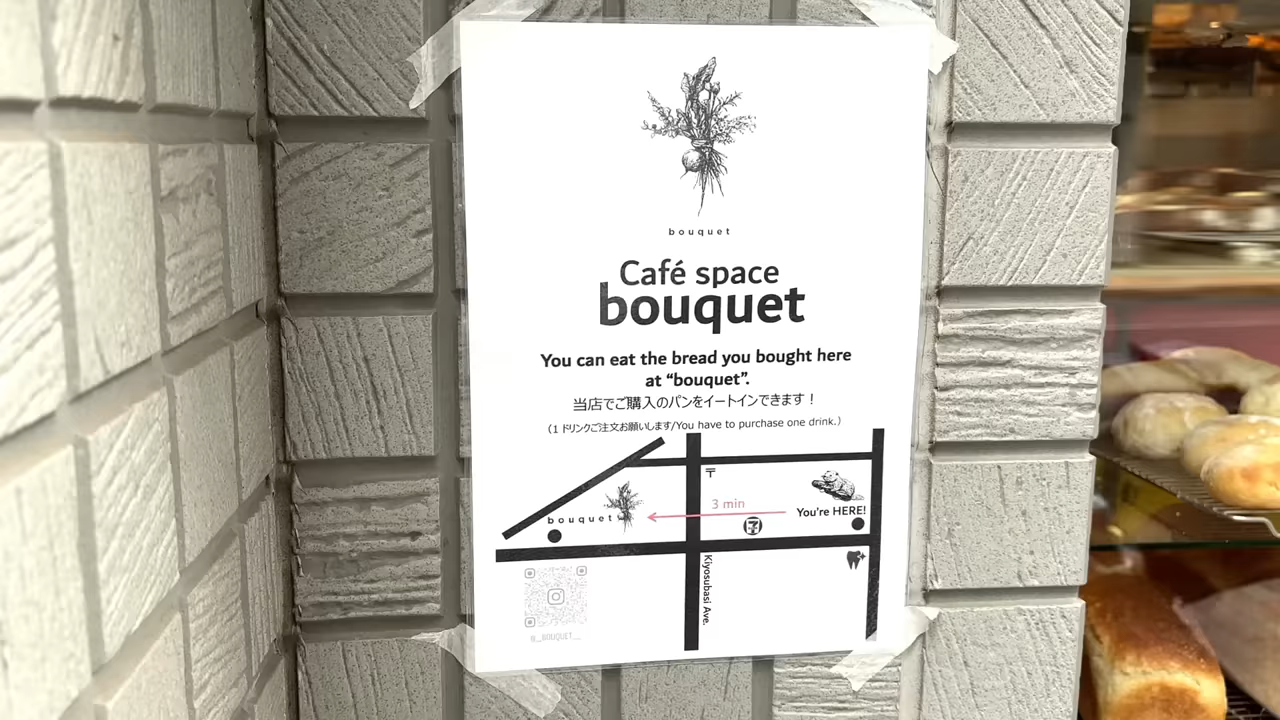 bouquet
Café space
bouquet
You can eat the bread you bought here
at “bouquet”.
当店でご購入のパンをイートインできます！
(1 ドリンクご注文お願いします/You have to purchase one drink.)
〒
3 min
You're HERE!
bouquet
7
Kiyosubasi Ave.
@__BOUQUET__